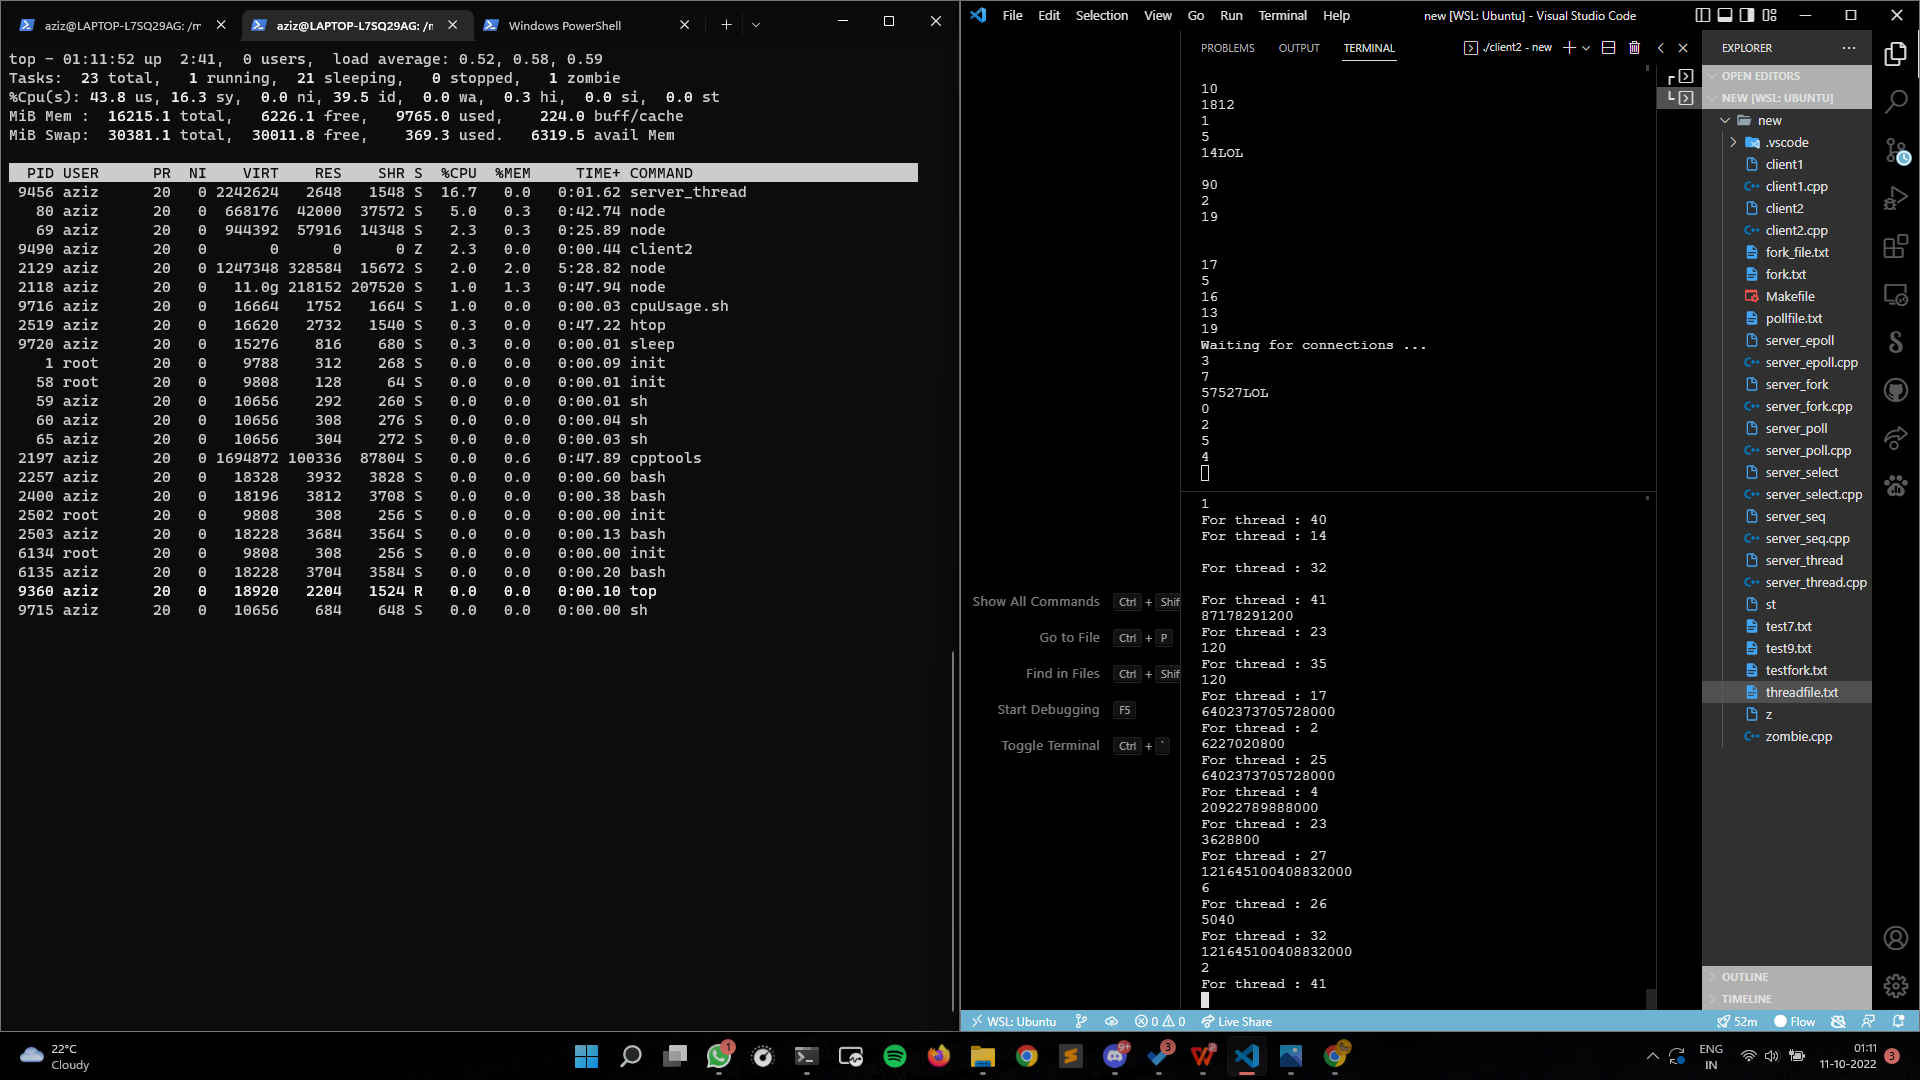 aziz@LAPTOP-L7SQ29AG: /m
aziz@LAPTOP-L7SQ29AG: /n
Windows PowerShell
top - 01:11:52 up  2:41,  0 users,  load average: 0.52, 0.58, 0.59
Tasks:  23 total,   1 running,  21 sleeping,   0 stopped,   1 zombie
%Cpu(s): 43.8 us, 16.3 sy,  0.0 ni, 39.5 id,  0.0 wa,  0.3 hi,  0.0 si,  0.0 st
MiB Mem :  16215.1 total,   6226.1 free,   9765.0 used,    224.0 buff/cache
MiB Swap:  30381.1 total,  30011.8 free,    369.3 used.   6319.5 avail Mem
PID USER PR NI VIRT RES SHR S %CPU %MEM TIME+ COMMAND
9456 aziz 20 0 2242624 2648 1548 S 16.7 0.0 0:01.62 server_thread
80 aziz 20 0 668176 42000 37572 S 5.0 0.3 0:42.74 node
69 aziz 20 0 944392 57916 14348 S 2.3 0.3 0:25.89 node
9490 aziz 20 0 0 0 0 Z 2.3 0.0 0:00.44 client2
2129 aziz 20 0 1247348 328584 15672 S 2.0 2.0 5:28.82 node
2118 aziz 20 0 11.0g 218152 207520 S 1.0 1.3 0:47.94 node
9716 aziz 20 0 16664 1752 1664 S 1.0 0.0 0:00.03 cpuUsage.sh
2519 aziz 20 0 16620 2732 1540 S 0.3 0.0 0:47.22 htop
9720 aziz 20 0 15276 816 680 S 0.3 0.0 0:00.01 sleep
1 root 20 0 9788 312 268 S 0.0 0.0 0:00.09 init
58 root 20 0 9808 128 64 S 0.0 0.0 0:00.01 init
59 aziz 20 0 10656 292 260 S 0.0 0.0 0:00.01 sh
60 aziz 20 0 10656 308 276 S 0.0 0.0 0:00.04 sh
65 aziz 20 0 10656 304 272 S 0.0 0.0 0:00.03 sh
2197 aziz 20 0 1694872 100336 87804 S 0.0 0.6 0:47.89 cpptools
2257 aziz 20 0 18328 3932 3828 S 0.0 0.0 0:00.60 bash
2400 aziz 20 0 18196 3812 3708 S 0.0 0.0 0:00.38 bash
2502 root 20 0 9808 308 256 S 0.0 0.0 0:00.00 init
2503 aziz 20 0 18228 3684 3564 S 0.0 0.0 0:00.13 bash
6134 root 20 0 9808 308 256 S 0.0 0.0 0:00.00 init
6135 aziz 20 0 18228 3704 3584 S 0.0 0.0 0:00.20 bash
9360 aziz 20 0 18920 2204 1524 R 0.0 0.0 0:00.10 top
9715 aziz 20 0 10656 684 648 S 0.0 0.0 0:00.00 sh
File Edit Selection View Go Run Terminal Help
new [WSL: Ubuntu] - Visual Studio Code
Show All Commands Ctrl + Shif
Go to File Ctrl + P
Find in Files Ctrl + Shif
Start Debugging F5
Toggle Terminal Ctrl + `
PROBLEMS OUTPUT TERMINAL
./client2 - new
10
1812
1
5
14LOL
90
2
19
17
5
16
13
19
Waiting for connections ...
3
7
57527LOL
0
2
5
4
1
For thread : 40
For thread : 14
For thread : 32
For thread : 41
87178291200
For thread : 23
120
For thread : 35
120
For thread : 17
6402373705728000
For thread : 2
6227020800
For thread : 25
6402373705728000
For thread : 4
20922789888000
For thread : 23
3628800
For thread : 27
121645100408832000
6
For thread : 26
5040
For thread : 32
121645100408832000
2
For thread : 41
EXPLORER
OPEN EDITORS
NEW [WSL: UBUNTU]
new
.vscode
client1
client1.cpp
client2
client2.cpp
fork_file.txt
fork.txt
Makefile
pollfile.txt
server_epoll
server_epoll.cpp
server_fork
server_fork.cpp
server_poll
server_poll.cpp
server_select
server_select.cpp
server_seq
server_seq.cpp
server_thread
server_thread.cpp
st
test7.txt
test9.txt
testfork.txt
threadfile.txt
z
zombie.cpp
OUTLINE
TIMELINE
WSL: Ubuntu
0 0
Live Share
52m
Flow
22°C
Cloudy
1
9+
3
ENG
IN
01:11
11-10-2022
3